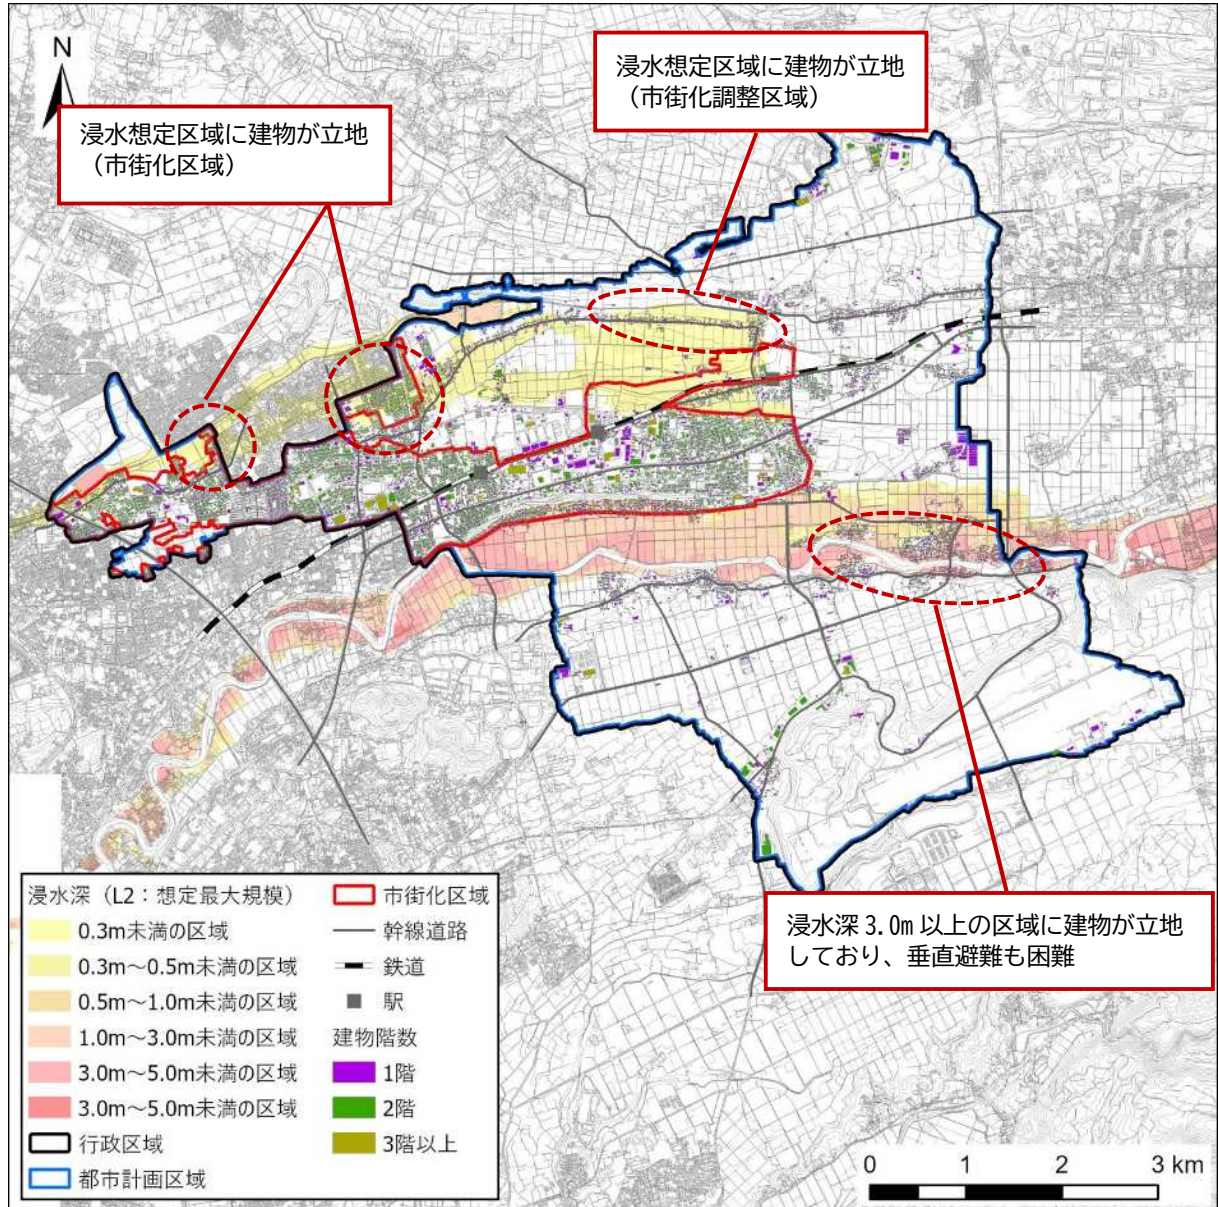 N
浸水想定区域に建物が立地
（市街化調整区域）
浸水想定区域に建物が立地
（市街化区域）
浸水深 3.0m 以上の区域に建物が立地
しており、垂直避難も困難
浸水深（L2：想定最大規模）
0.3m未満の区域
0.3m～0.5m未満の区域
0.5m～1.0m未満の区域
1.0m～3.0m未満の区域
3.0m～5.0m未満の区域
3.0m～5.0m未満の区域
行政区域
都市計画区域
市街化区域
幹線道路
鉄道
駅
建物階数
1階
2階
3階以上
0 1 2 3 km